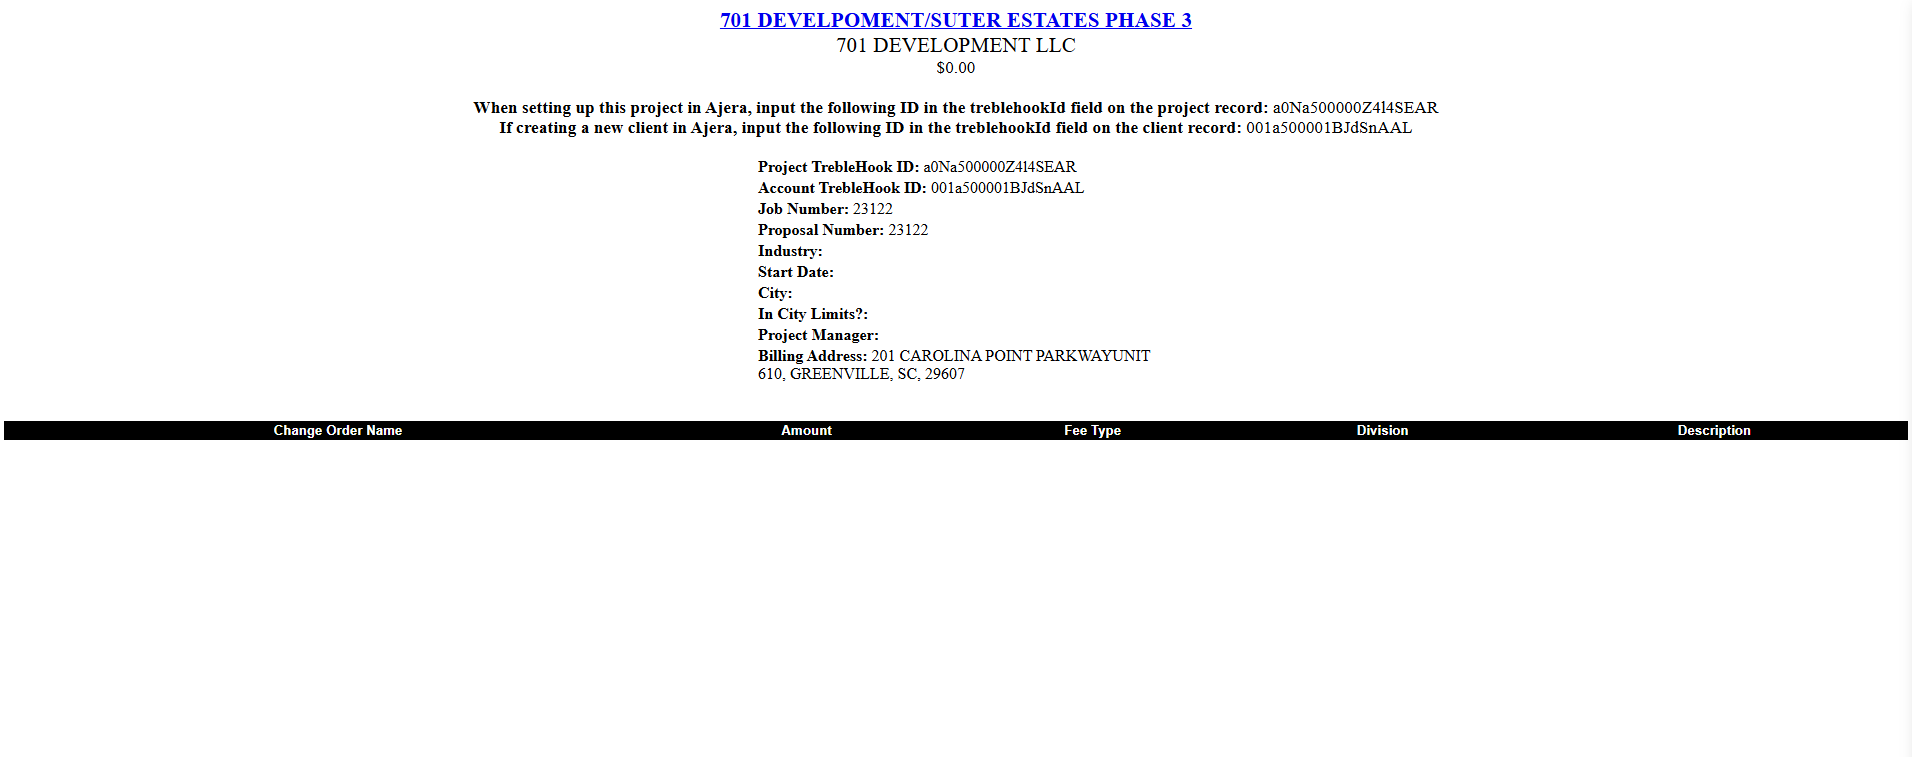 701 DEVELPOMENT/SUTER ESTATES PHASE 3
701 DEVELOPMENT LLC
$0.00
When setting up this project in Ajera, input the following ID in the treblehookId field on the project record: a0Na500000Z4l4SEAR
If creating a new client in Ajera, input the following ID in the treblehookId field on the client record: 001a500001BJdSnAAL
Project TrebleHook ID: a0Na500000Z4l4SEAR
Account TrebleHook ID: 001a500001BJdSnAAL
Job Number: 23122
Proposal Number: 23122
Industry:
Start Date:
City:
In City Limits?:
Project Manager:
Billing Address: 201 CAROLINA POINT PARKWAYUNIT
610, GREENVILLE, SC, 29607
Change Order Name Amount Fee Type Division Description